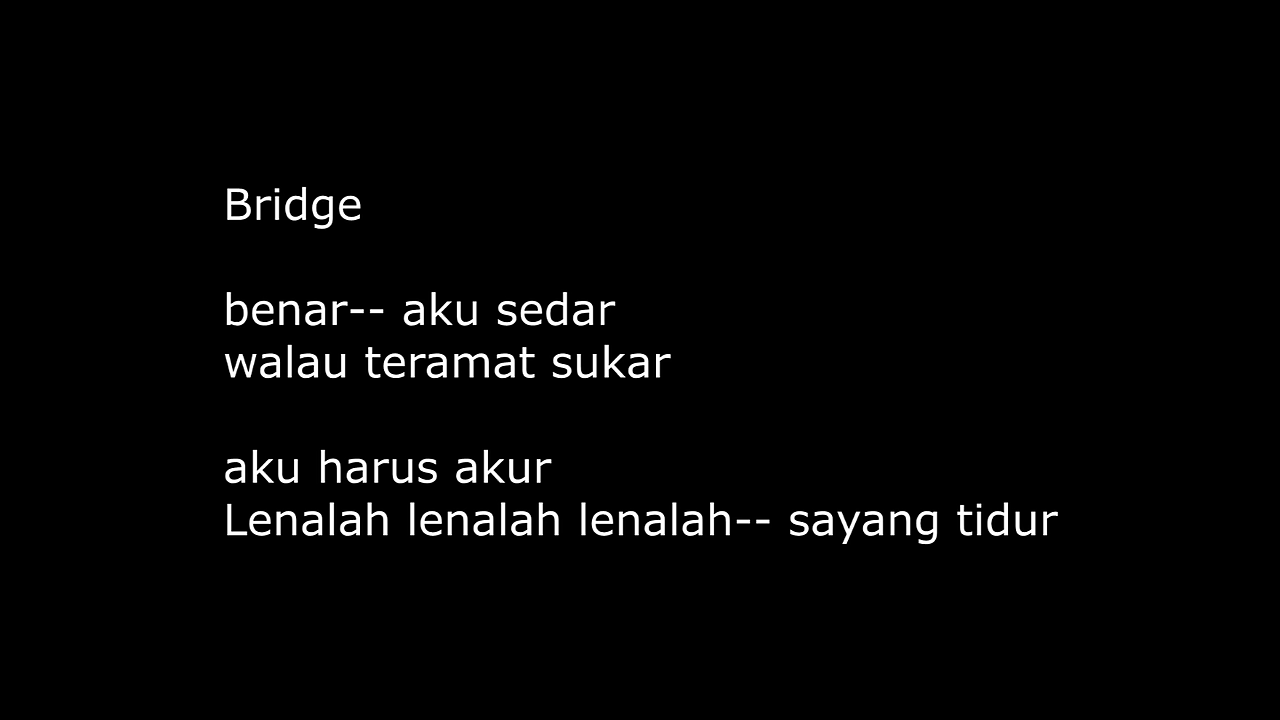 Bridge
benar-- aku sedar
walau teramat sukar
aku harus akur
Lenalah lenalah lenalah-- sayang tidur